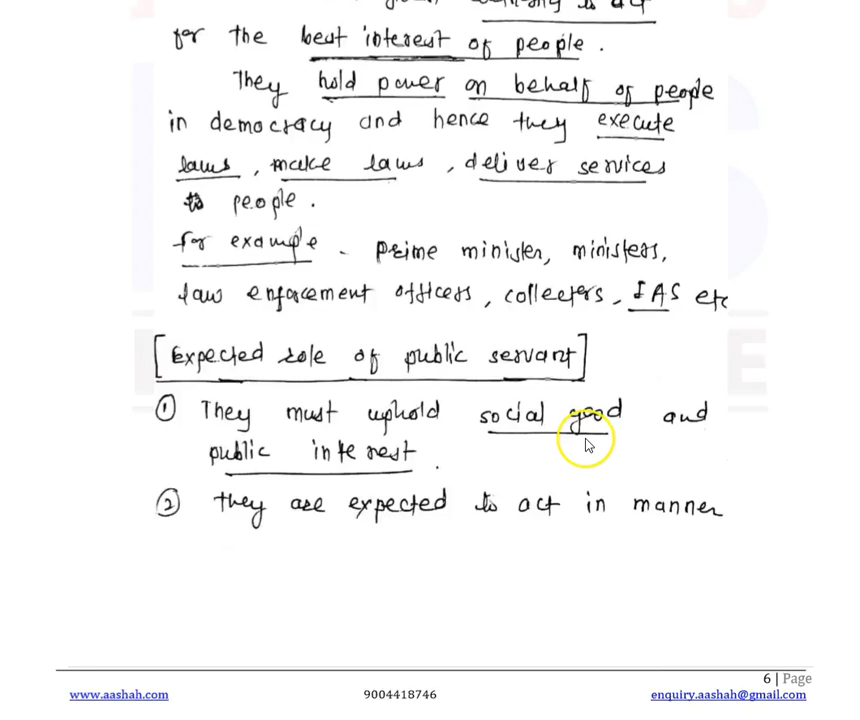 is act
for the best interest of people.
They hold power on behalf of people
in democracy and hence they execute
laws, make laws, deliver services
to people.
for example - prime minister, ministers,
law enforcement officers, collecters, IAS etc
[Expected role of public servant]
① They must uphold social good and
public interest.
② they are expected to act in manner
6 | Page
www.aashah.com 9004418746 enquiry.aashah@gmail.com